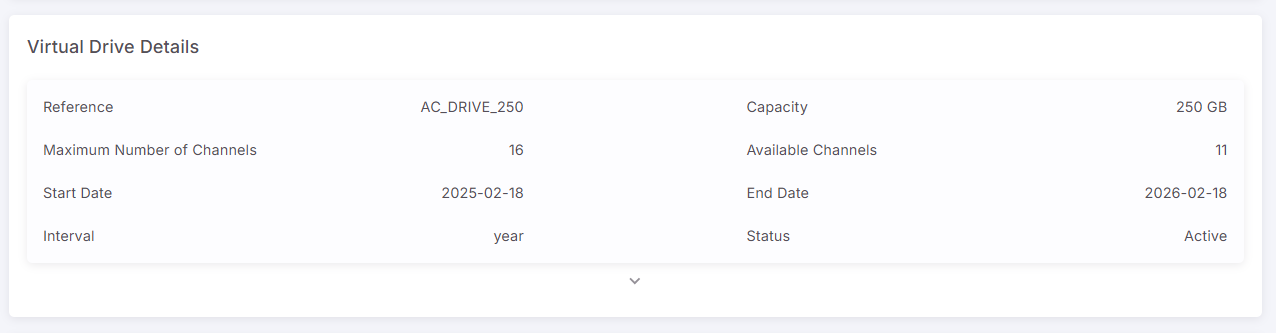 Virtual Drive Details
Reference AC_DRIVE_250 Capacity 250 GB
Maximum Number of Channels 16 Available Channels 11
Start Date 2025-02-18 End Date 2026-02-18
Interval year Status Active